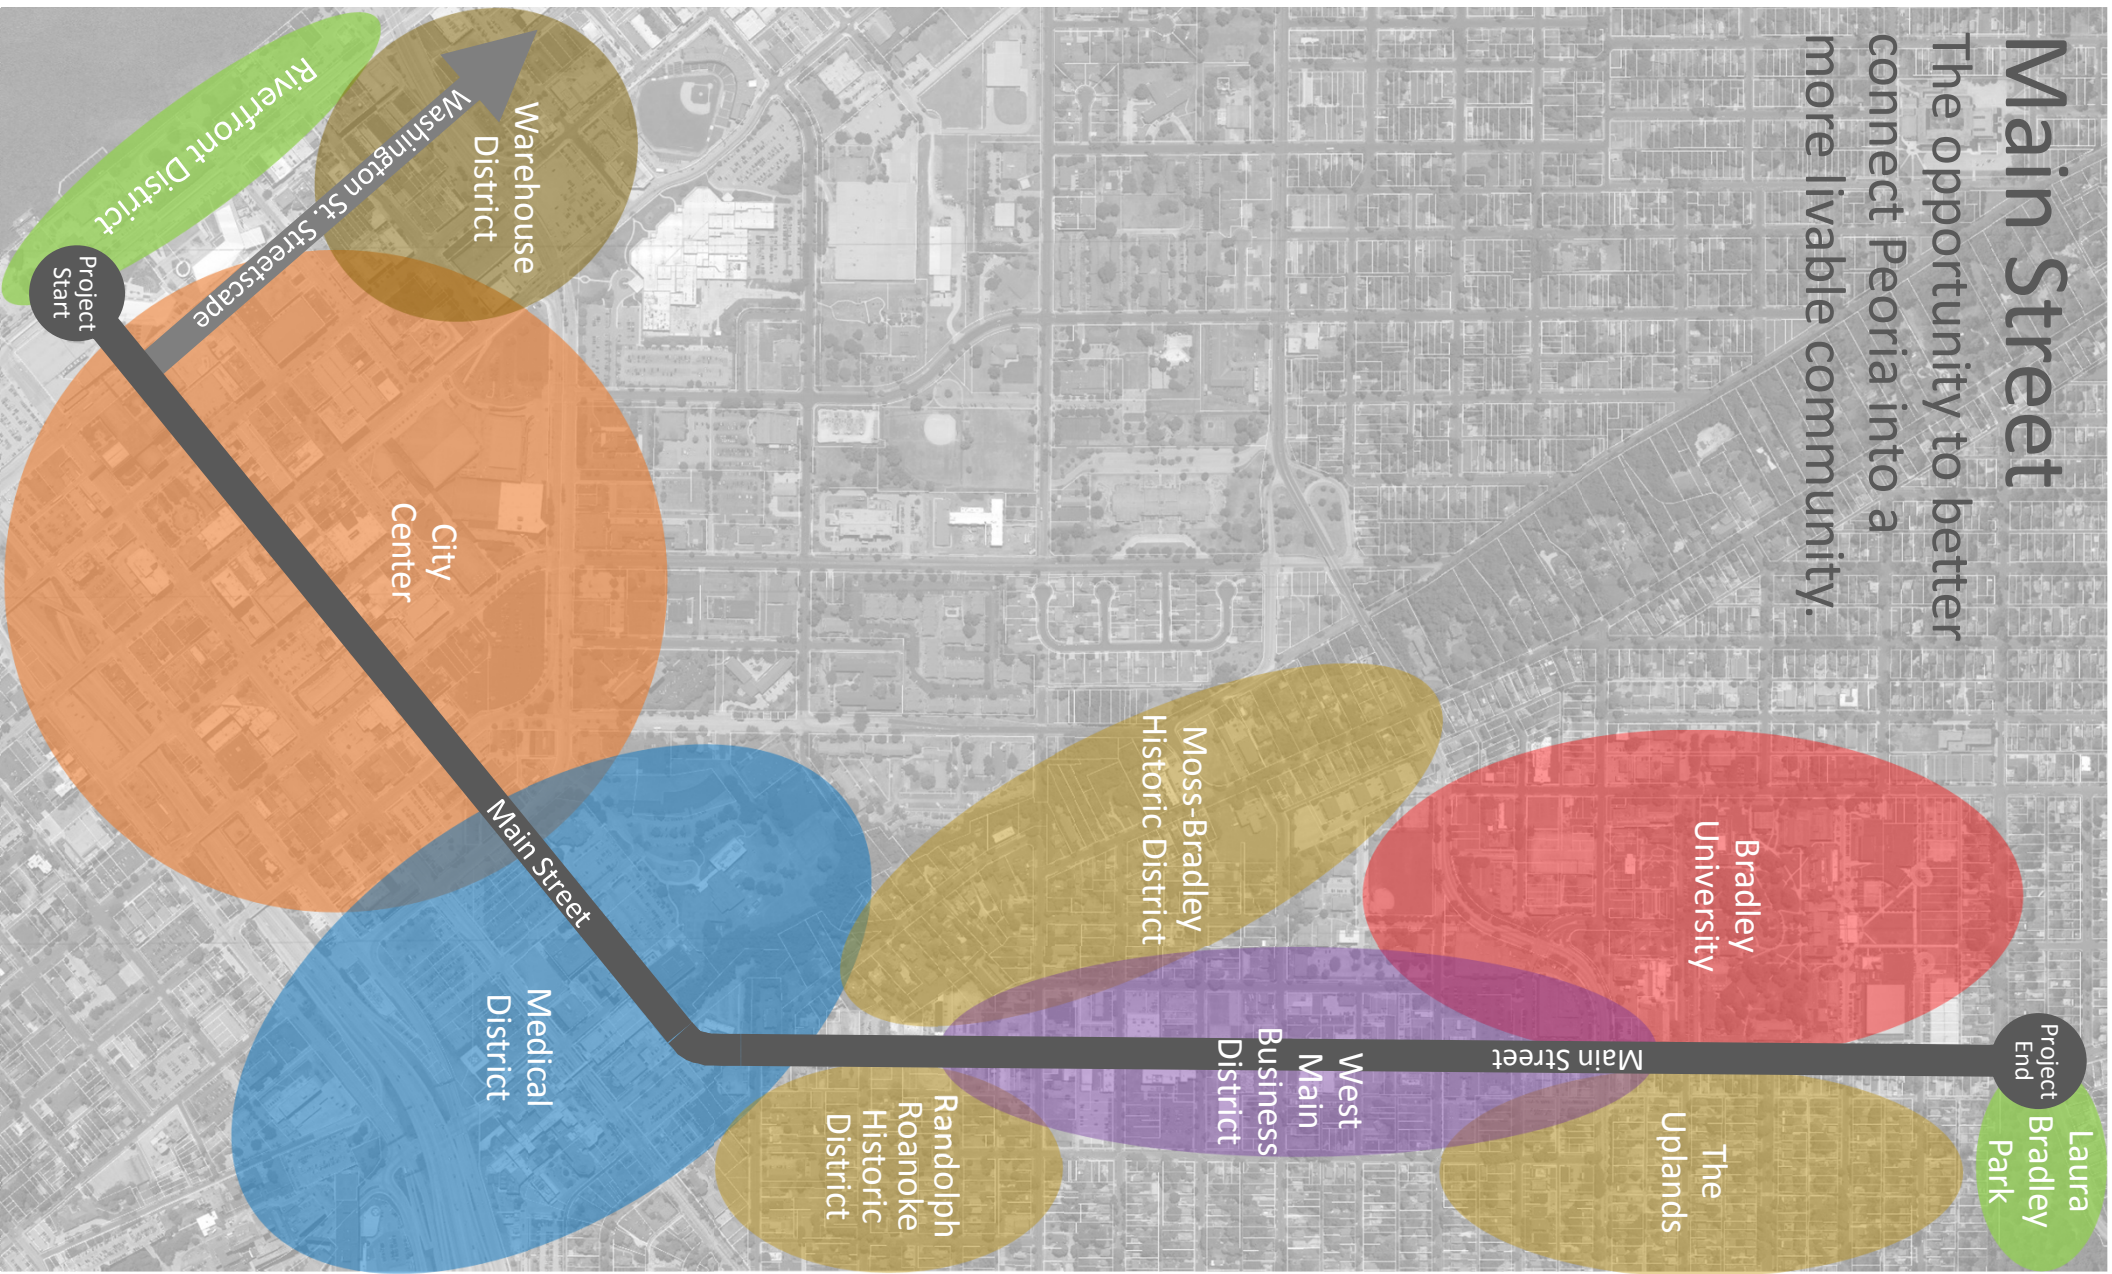 Main Street
The opportunity to better
connect Peoria into a
more livable community.
Laura
Bradley
Park
Project
End
Bradley
University
The
Uplands
Main Street
West
Main
Business
District
Moss-Bradley
Historic District
Randolph
Roanoke
Historic
District
Medical
District
Main Street
City
Center
Warehouse
District
Washington St. Streetscape
Riverfront District
Project
Start